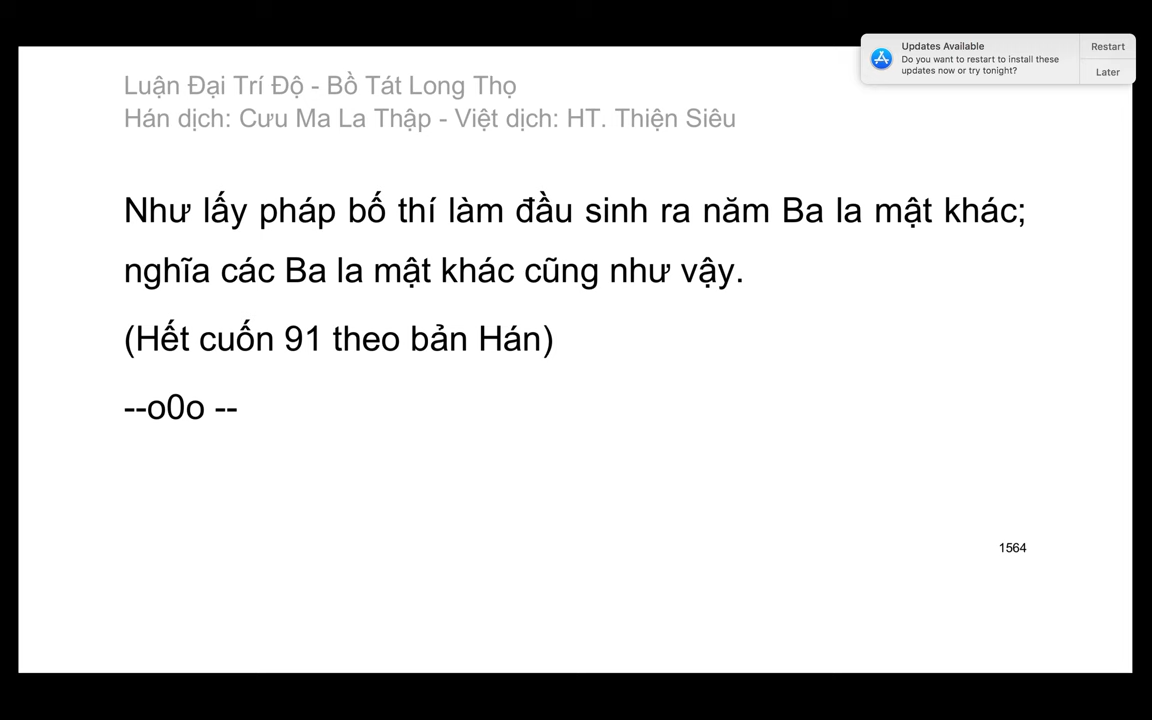 Luận Đại Trí Độ - Bồ Tát Long Thọ
Hán dịch: Cưu Ma La Thập - Việt dịch: HT. Thiện Siêu
Updates Available
Do you want to restart to install these
updates now or try tonight?
Restart
Later
Như lấy pháp bố thí làm đầu sinh ra năm Ba la mật khác;
nghĩa các Ba la mật khác cũng như vậy.
(Hết cuốn 91 theo bản Hán)
--o0o --
1564